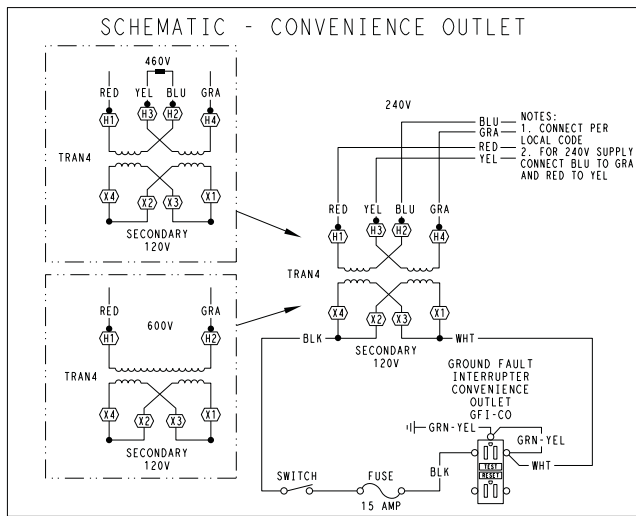 SCHEMATIC - CONVENIENCE OUTLET
460V
RED YEL BLU GRA
H1 H3 H2 H4
TRAN4
X4 X2 X3 X1
SECONDARY
120V
RED 600V GRA
H1 H2
TRAN4
X4 X2 X3 X1
SECONDARY
120V
240V
BLU
GRA
RED
YEL
NOTES:
1. CONNECT PER
LOCAL CODE
2. FOR 240V SUPPLY
CONNECT BLU TO GRA
AND RED TO YEL
RED YEL BLU GRA
H1 H3 H2 H4
TRAN4
X4 X2 X3 X1
BLK WHT
SECONDARY
120V
GROUND FAULT
INTERRUPTER
CONVENIENCE
OUTLET
GFI-CO
GRN-YEL
GRN-YEL
WHT
BLK
TEST
RESET
SWITCH FUSE
15 AMP